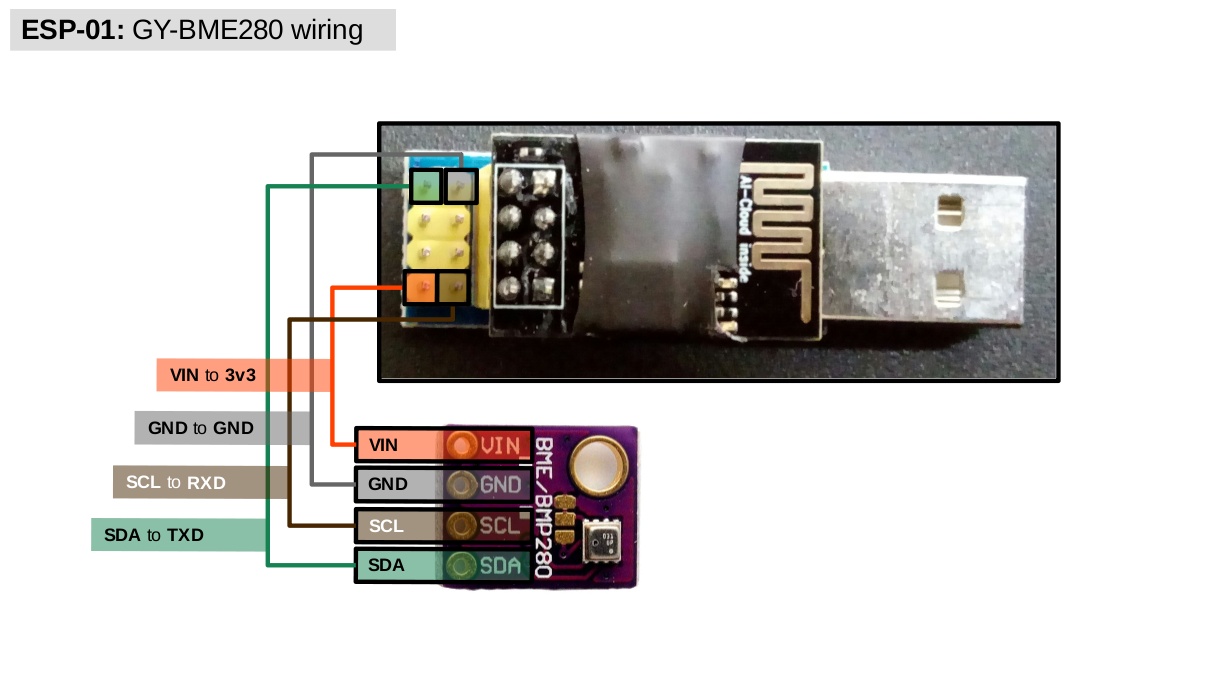 ESP-01: GY-BME280 wiring
AI-Cloud inside
VIN to 3v3
GND to GND
SCL to RXD
SDA to TXD
VIN
GND
SCL
SDA
VIN
GND
SCL
SDA
BME/BMP280